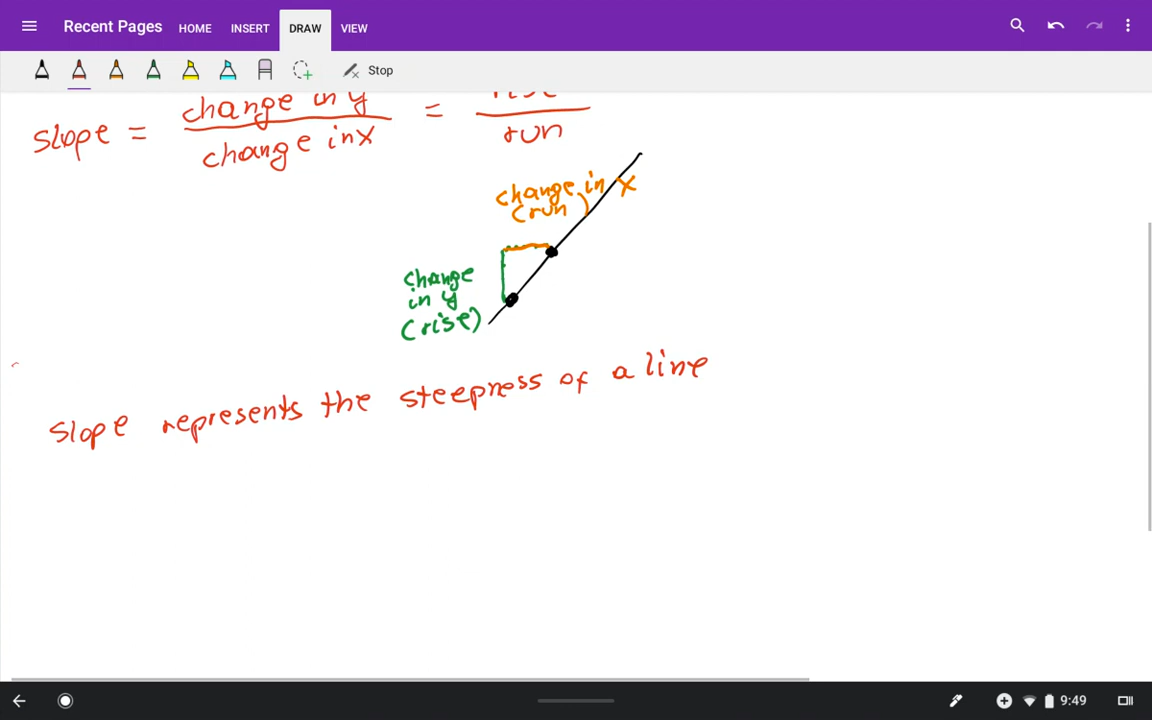 Recent Pages HOME INSERT DRAW VIEW
Stop
slope = change in y / change in x = rise / run
change in x
(run)
change
in y
(rise)
slope represents the steepness of a line
9:49